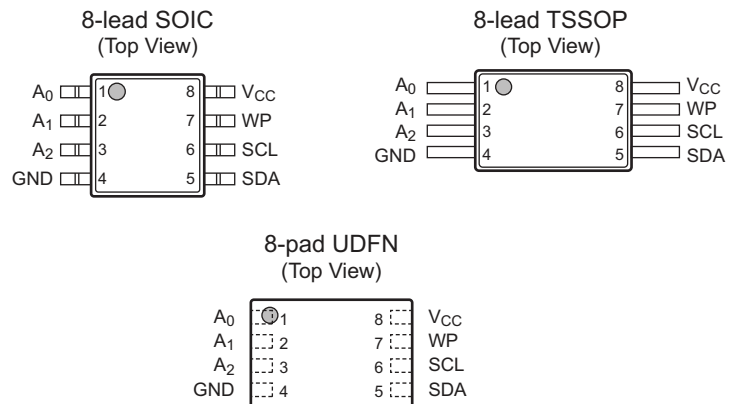 8-lead SOIC
(Top View)
A0 1 8 VCC
A1 2 7 WP
A2 3 6 SCL
GND 4 5 SDA
8-lead TSSOP
(Top View)
A0 1 8 VCC
A1 2 7 WP
A2 3 6 SCL
GND 4 5 SDA
8-pad UDFN
(Top View)
A0 1 8 VCC
A1 2 7 WP
A2 3 6 SCL
GND 4 5 SDA